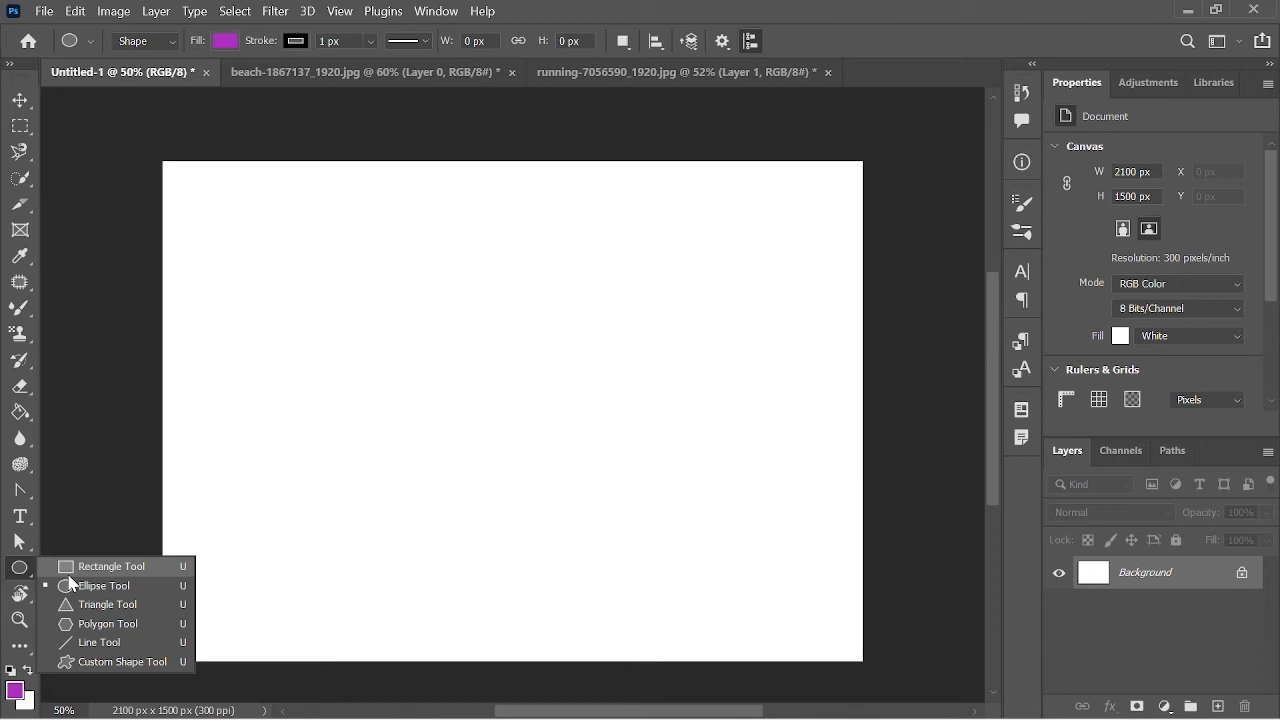 Ps File Edit Image Layer Type Select Filter 3D View Plugins Window Help
Shape Fill: Stroke: 1 px W: 0 px H: 0 px
Untitled-1 @ 50% (RGB/8) * × beach-1867137_1920.jpg @ 60% (Layer 0, RGB/8#) * × running-7056590_1920.jpg @ 52% (Layer 1, RGB/8#) * ×
Properties Adjustments Libraries
Document
Canvas
W 2100 px X 0 px
H 1500 px Y 0 px
Resolution: 300 pixels/inch
Mode RGB Color
8 Bits/Channel
Fill White
Rulers & Grids
Pixels
Layers Channels Paths
Kind
Normal Opacity: 100%
Lock: Fill: 100%
Background
Rectangle Tool U
Ellipse Tool U
Triangle Tool U
Polygon Tool U
Line Tool U
Custom Shape Tool U
50% 2100 px x 1500 px (300 ppi)